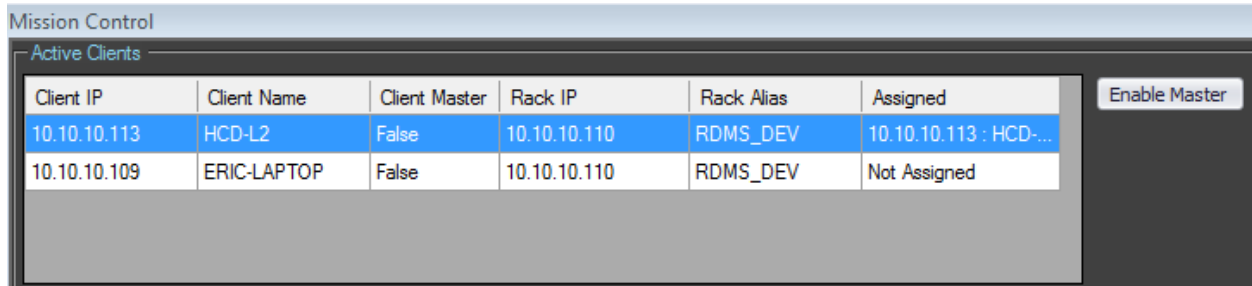 Mission Control
Active Clients
Client IP Client Name Client Master Rack IP Rack Alias Assigned Enable Master
10.10.10.113 HCD-L2 False 10.10.10.110 RDMS_DEV 10.10.10.113 : HCD-...
10.10.10.109 ERIC-LAPTOP False 10.10.10.110 RDMS_DEV Not Assigned